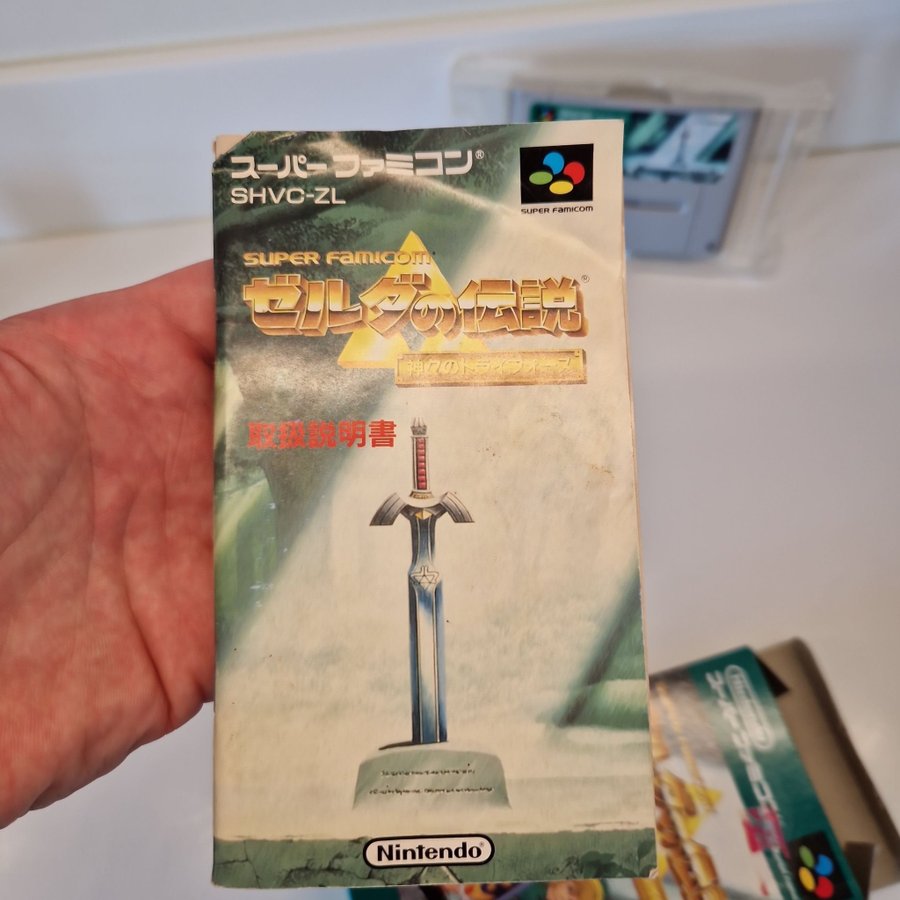 スーパーファミコン®
SHVC-ZL
SUPER FAMICOM
SUPER FAMICOM
ゼルダの伝説®
神々のトライフォース
取扱説明書
Nintendo®
Nintendo